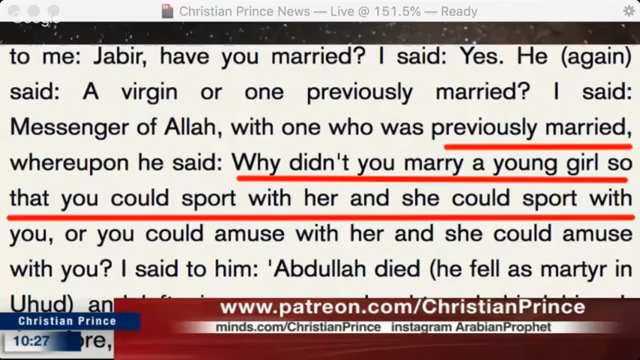 Christian Prince News — Live @ 151.5% — Ready
Google
to me: Jabir, have you married? I said: Yes. He (again)
said: A virgin or one previously married? I said:
Messenger of Allah, with one who was previously married,
whereupon he said: Why didn't you marry a young girl so
that you could sport with her and she could sport with
you, or you could amuse with her and she could amuse
with you? I said to him: 'Abdullah died (he fell as martyr in
Uhud) and
www.patreon.com/ChristianPrince
Christian Prince
minds.com/ChristianPrince instagram ArabianProphet
10:27